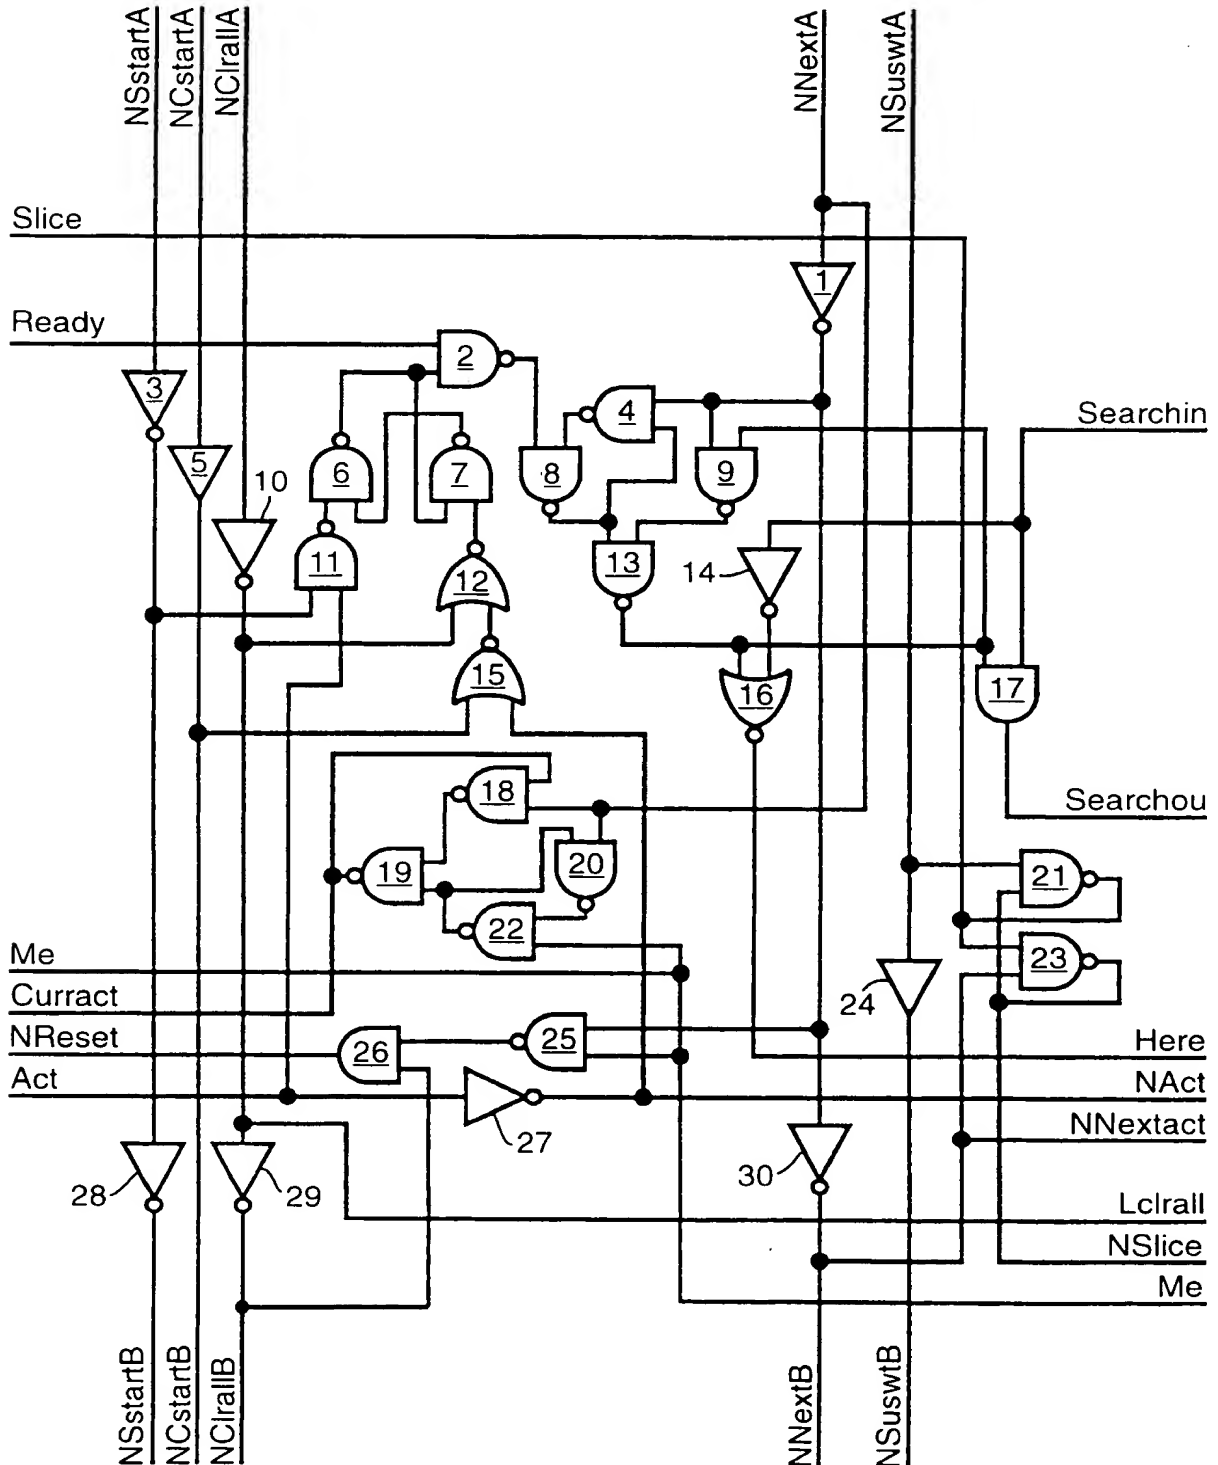 NSstartA
NCstartA
NClrallA
NNextA
NSuswtA
Slice
1
Ready
2
3
4
Searchin
5
6
7
8
9
10
11
12
13
14
15
16
17
18
Searchou
19
20
21
22
Me
23
Curract
24
NReset
25
26
Here
Act
NAct
27
NNextact
28
29
30
Lclrall
NSlice
Me
NSstartB
NCstartB
NClrallB
NNextB
NSuswtB